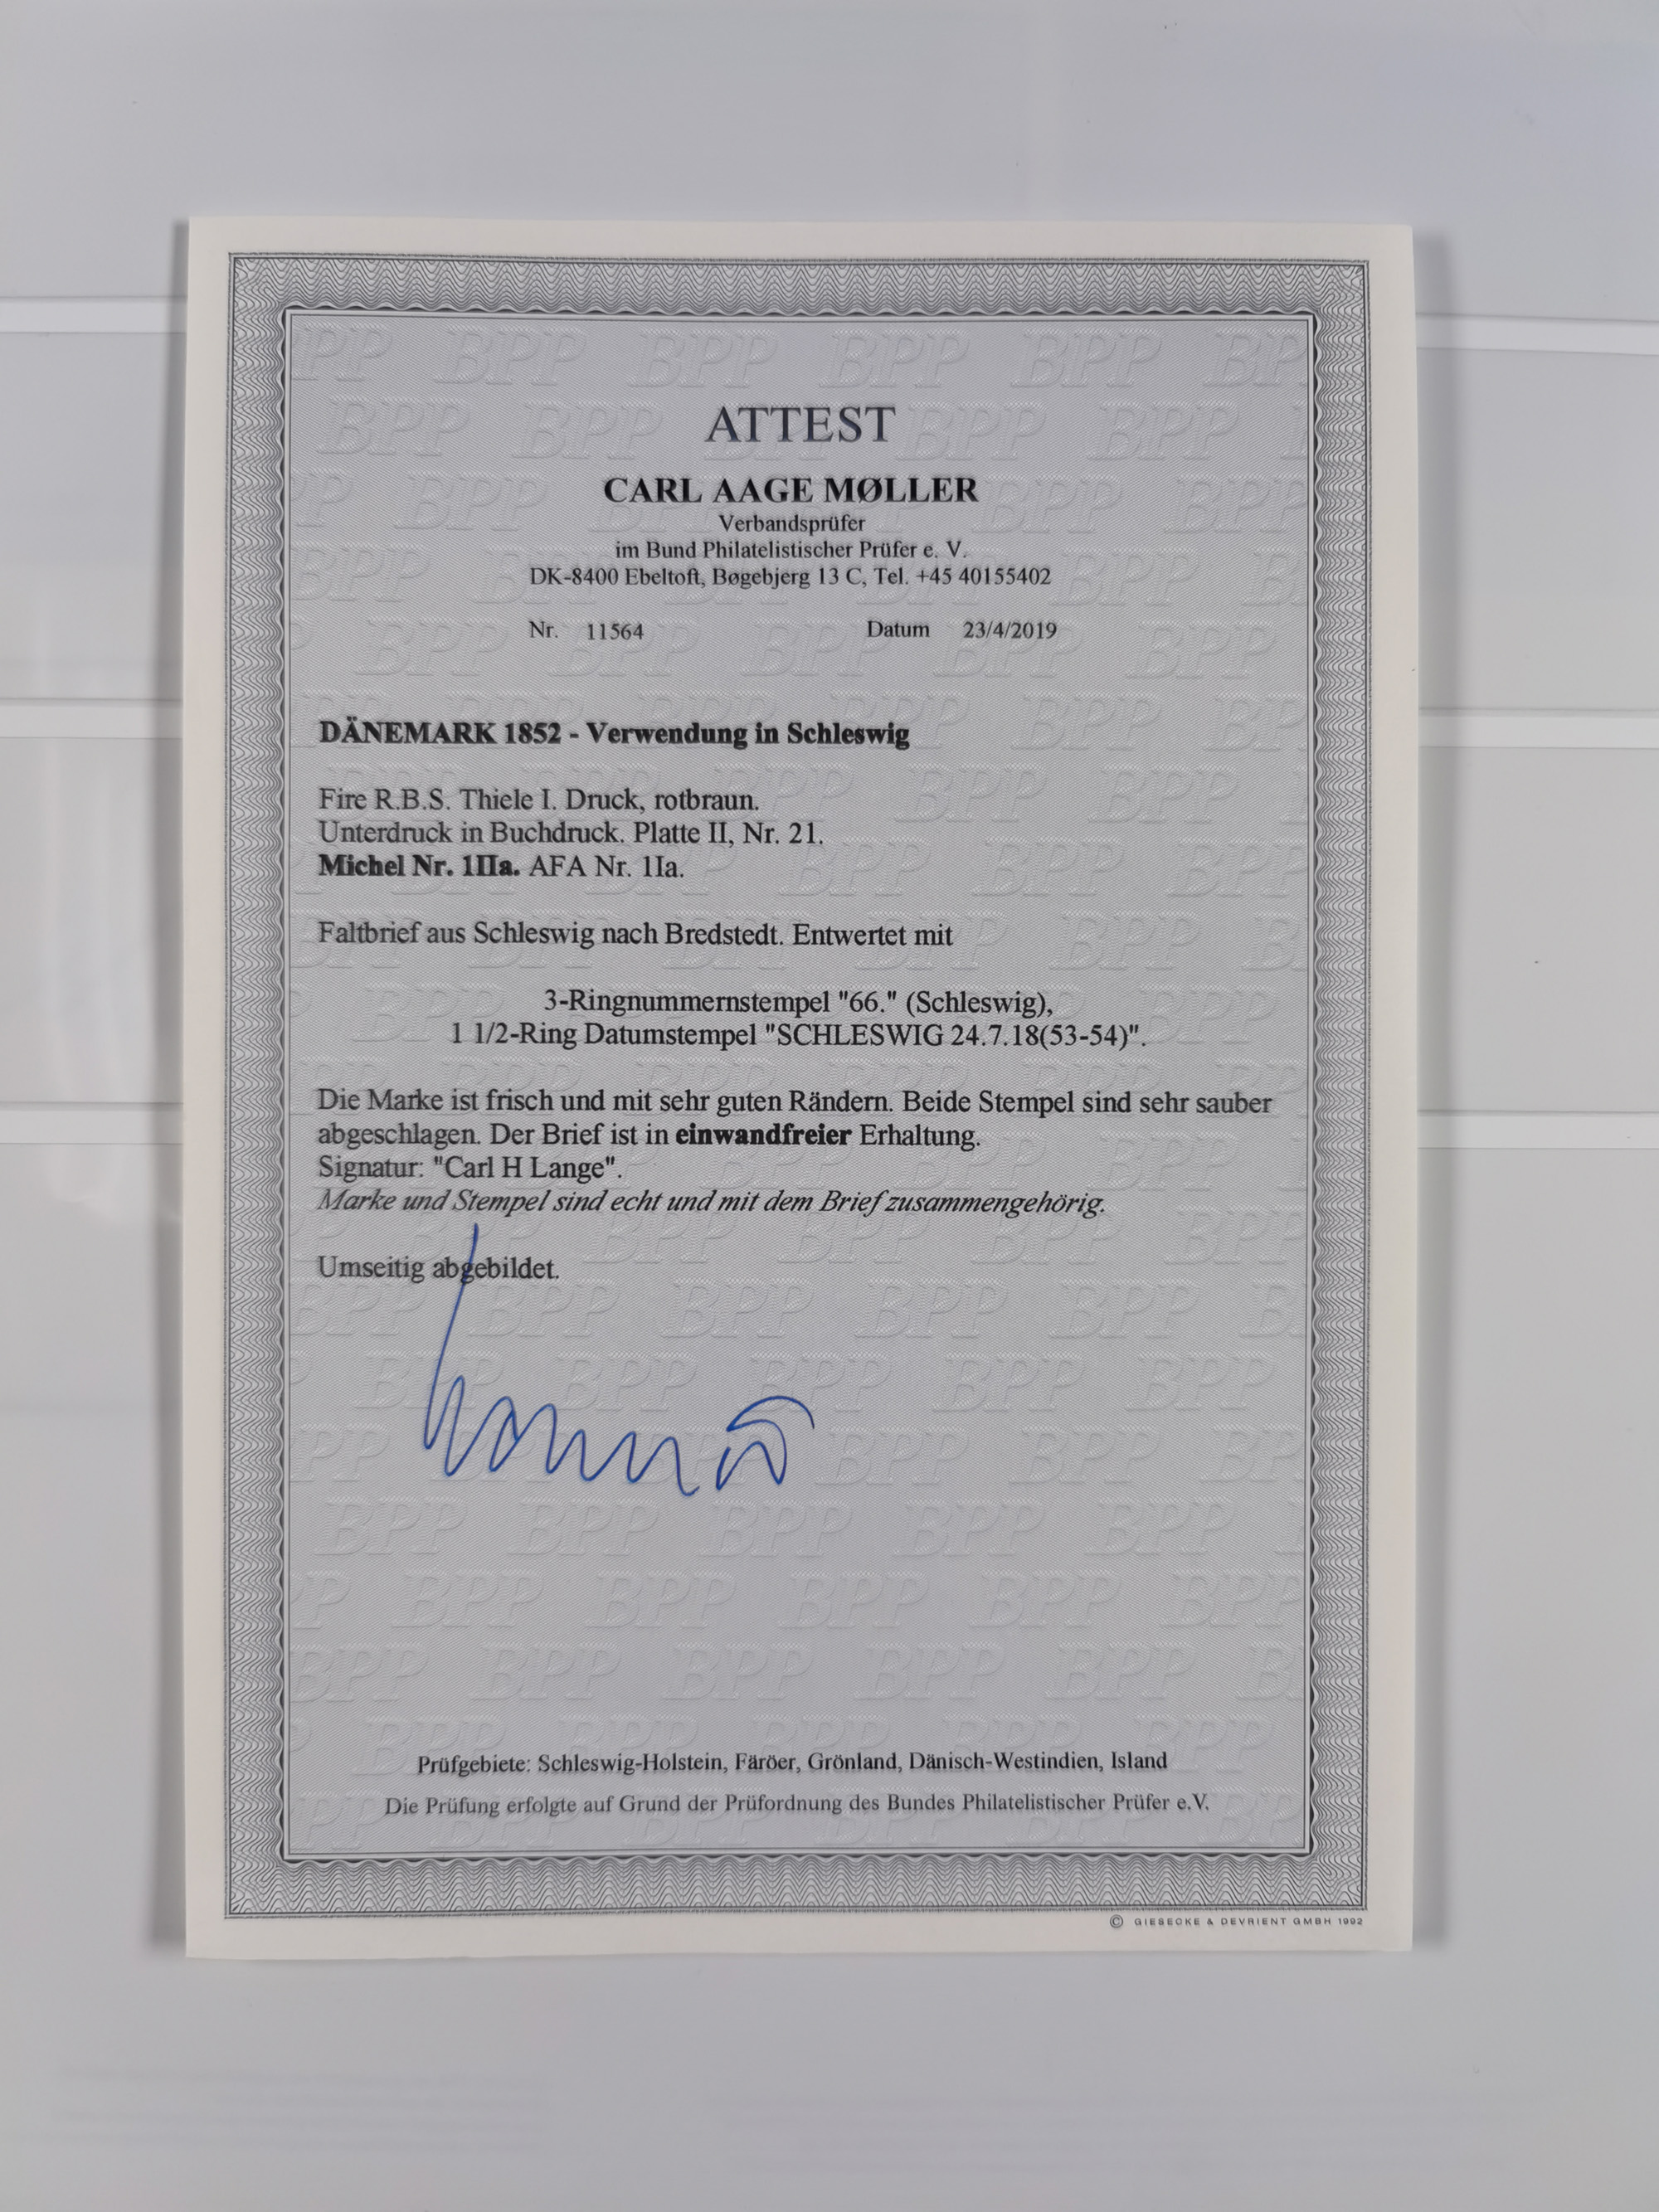 ATTEST
CARL AAGE MØLLER
Verbandsprüfer
im Bund Philatelistischer Prüfer e. V.
DK-8400 Ebeltoft, Bøgebjerg 13 C, Tel. +45 40155402
Nr. 11564 Datum 23/4/2019
DÄNEMARK 1852 - Verwendung in Schleswig
Fire R.B.S. Thiele I. Druck, rotbraun.
Unterdruck in Buchdruck. Platte II, Nr. 21.
Michel Nr. 1IIa. AFA Nr. 1Ia.
Faltbrief aus Schleswig nach Bredstedt. Entwertet mit
3-Ringnummernstempel "66." (Schleswig),
1 1/2-Ring Datumstempel "SCHLESWIG 24.7.18(53-54)".
Die Marke ist frisch und mit sehr guten Rändern. Beide Stempel sind sehr sauber
abgeschlagen. Der Brief ist in einwandfreier Erhaltung.
Signatur: "Carl H Lange".
Marke und Stempel sind echt und mit dem Brief zusammengehörig.
Umseitig abgebildet.
Prüfgebiete: Schleswig-Holstein, Färöer, Grönland, Dänisch-Westindien, Island
Die Prüfung erfolgte auf Grund der Prüfordnung des Bundes Philatelistischer Prüfer e.V.
© GIESECKE & DEVRIENT GMBH 1992